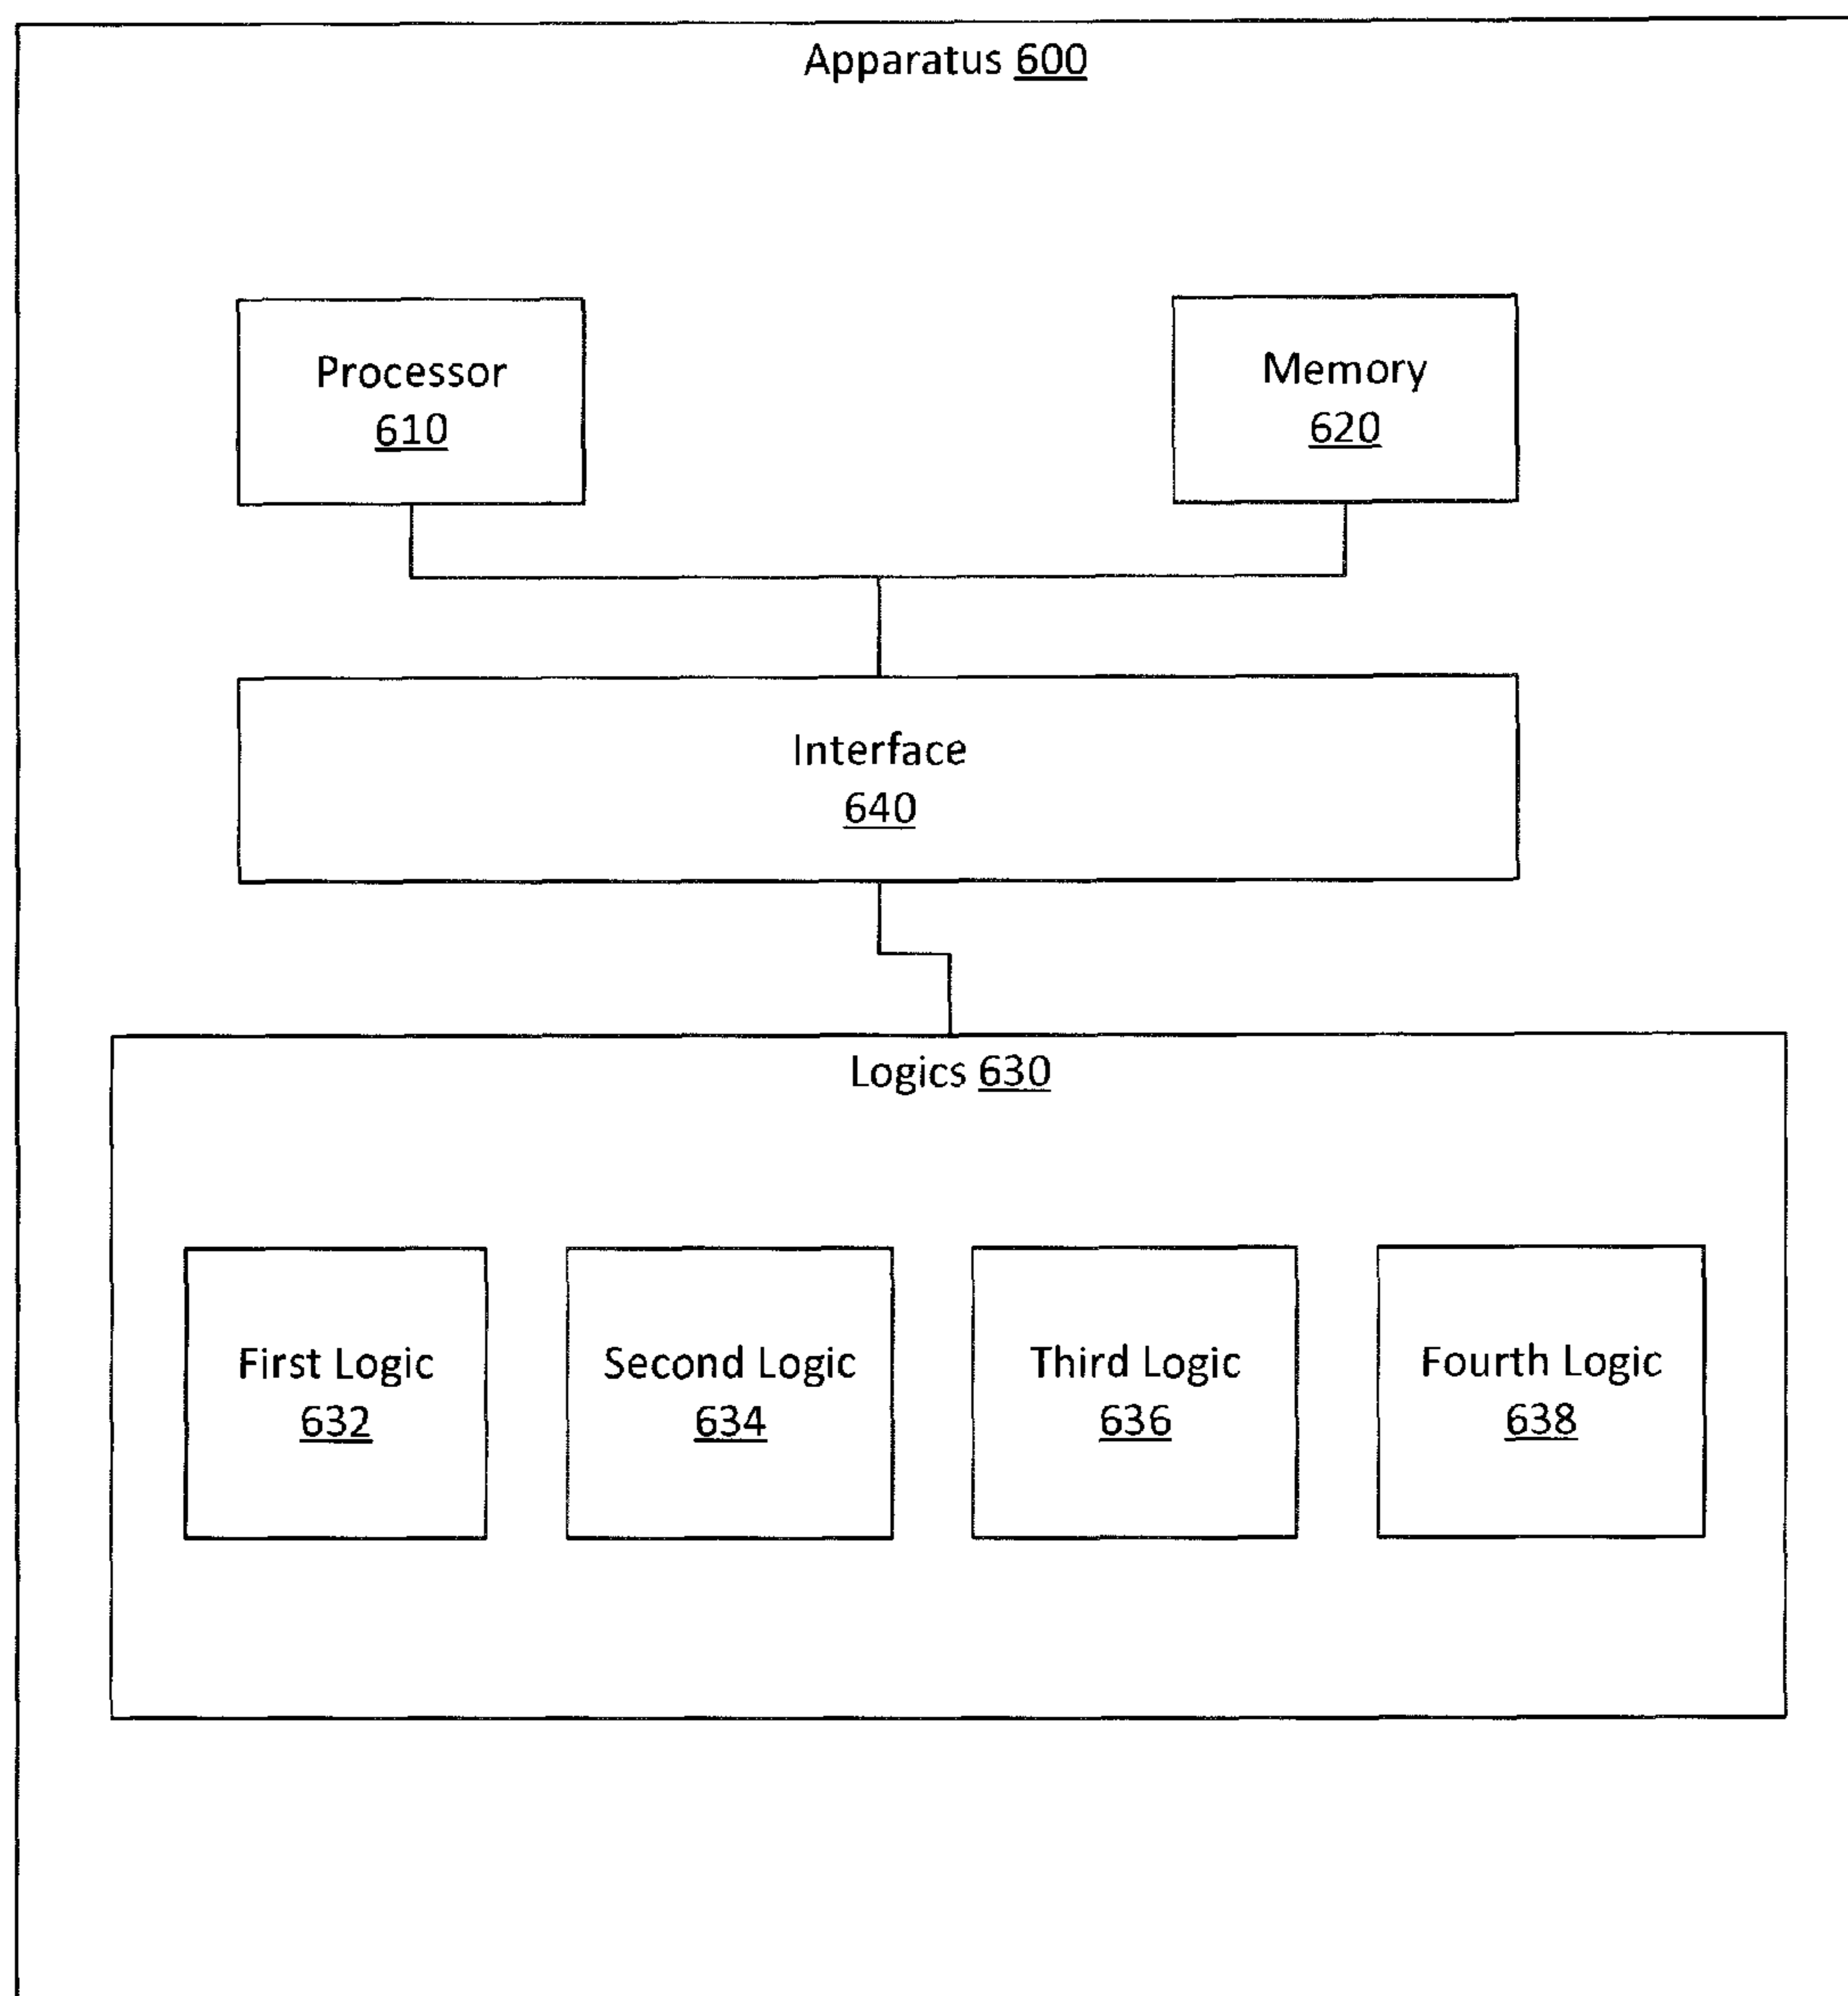 Apparatus 600
Processor
610
Memory
620
Interface
640
Logics 630
First Logic
632
Second Logic
634
Third Logic
636
Fourth Logic
638